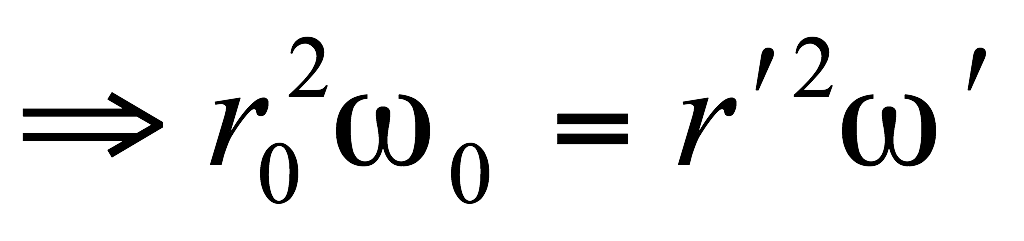 ⟹ r₀²ω₀ = r′²ω′